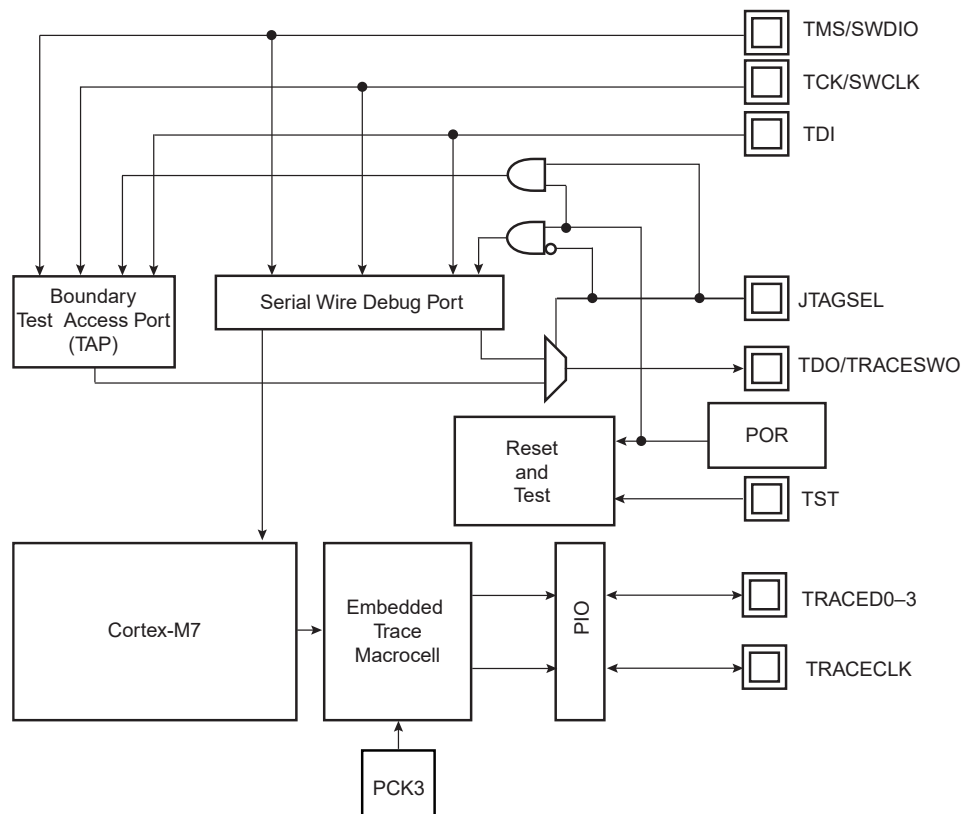 TMS/SWDIO
TCK/SWCLK
TDI
Boundary
Test Access Port
(TAP)
Serial Wire Debug Port
JTAGSEL
TDO/TRACESWO
Reset
and
Test
POR
TST
Cortex-M7
Embedded
Trace
Macrocell
PIO
TRACED0–3
TRACECLK
PCK3